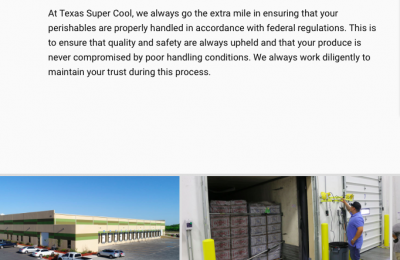 At Texas Super Cool, we always go the extra mile in ensuring that your
perishables are properly handled in accordance with federal regulations. This is
to ensure that quality and safety are always upheld and that your produce is
never compromised by poor handling conditions. We always work diligently to
maintain your trust during this process.